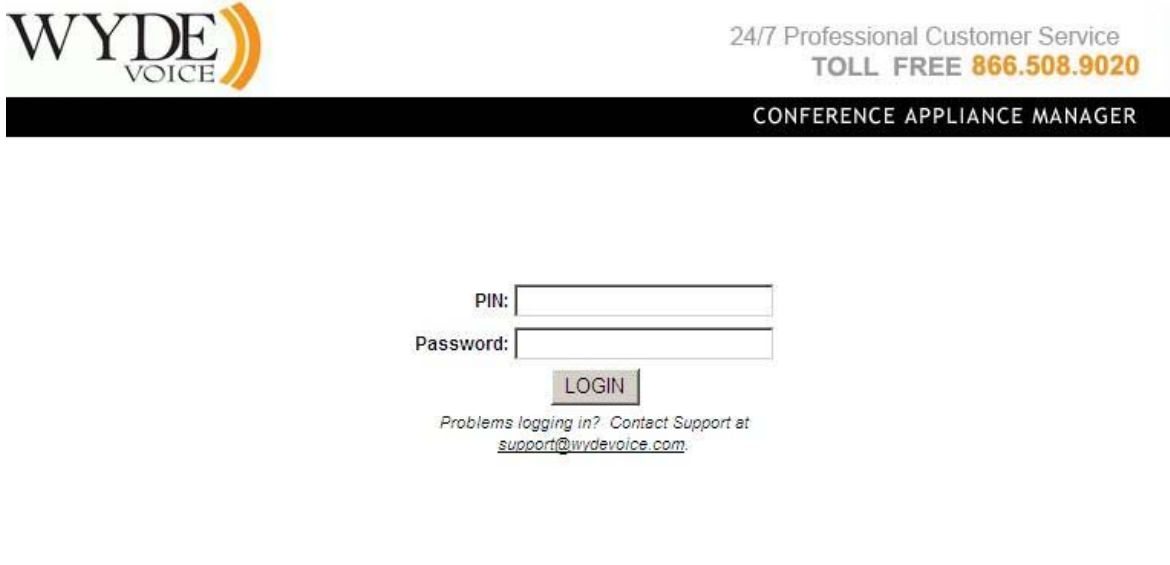 WYDE
VOICE
24/7 Professional Customer Service
TOLL FREE 866.508.9020
CONFERENCE APPLIANCE MANAGER
PIN:
Password:
LOGIN
Problems logging in? Contact Support at
support@wydevoice.com.